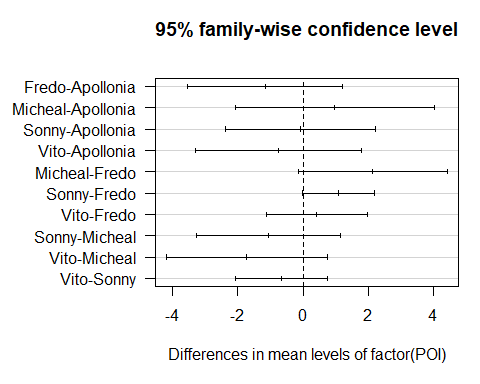 95% family-wise confidence level
Fredo-Apollonia
Micheal-Apollonia
Sonny-Apollonia
Vito-Apollonia
Micheal-Fredo
Sonny-Fredo
Vito-Fredo
Sonny-Micheal
Vito-Micheal
Vito-Sonny
-4 -2 0 2 4
Differences in mean levels of factor(POI)